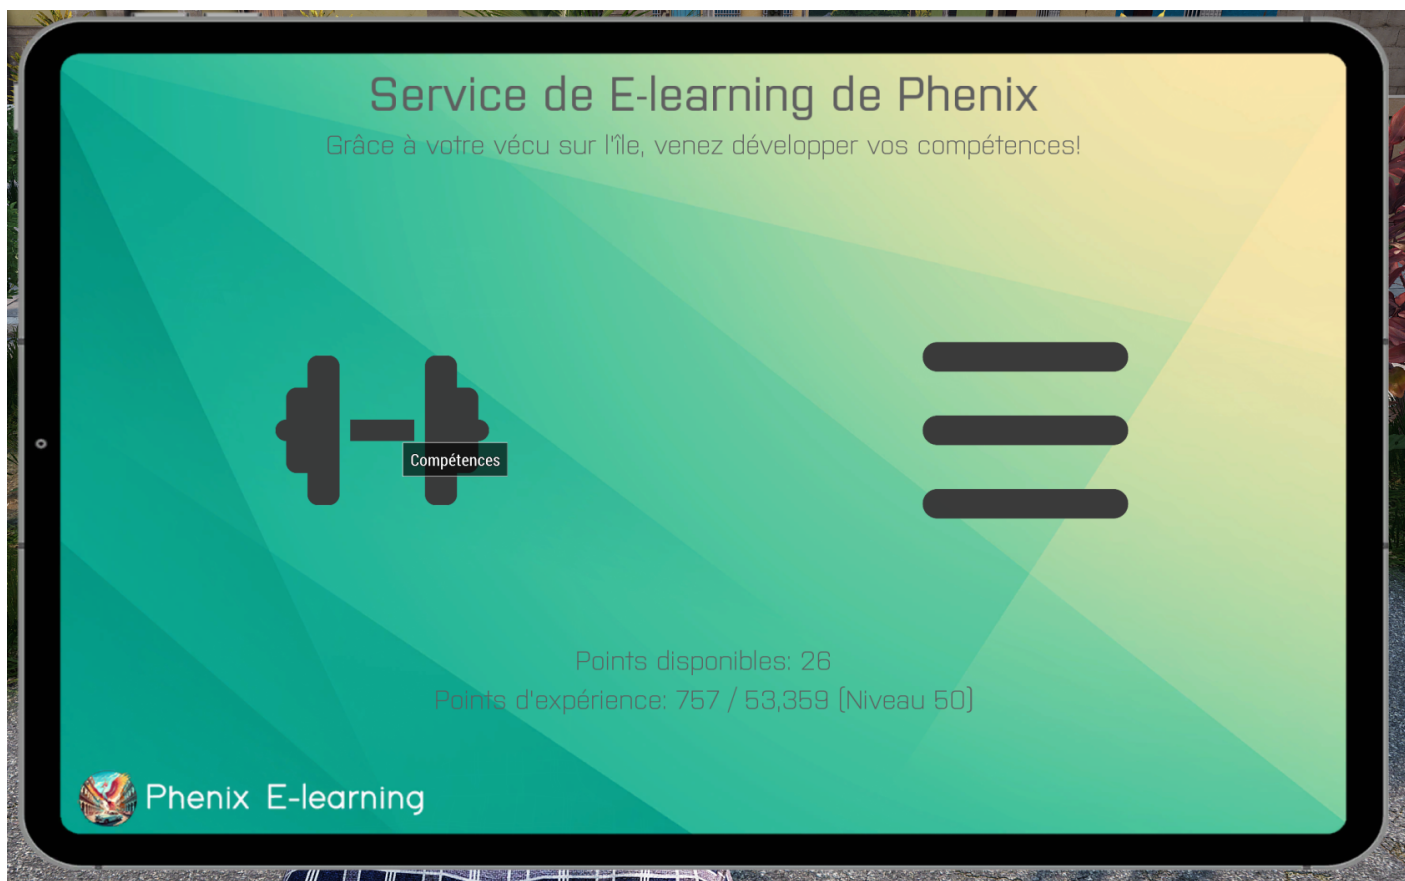 Service de E-learning de Phenix
Grâce à votre vécu sur l'île, venez développer vos compétences!
Compétences
Points disponibles: 26
Points d'expérience: 757 / 53,359 (Niveau 50)
Phenix E-learning